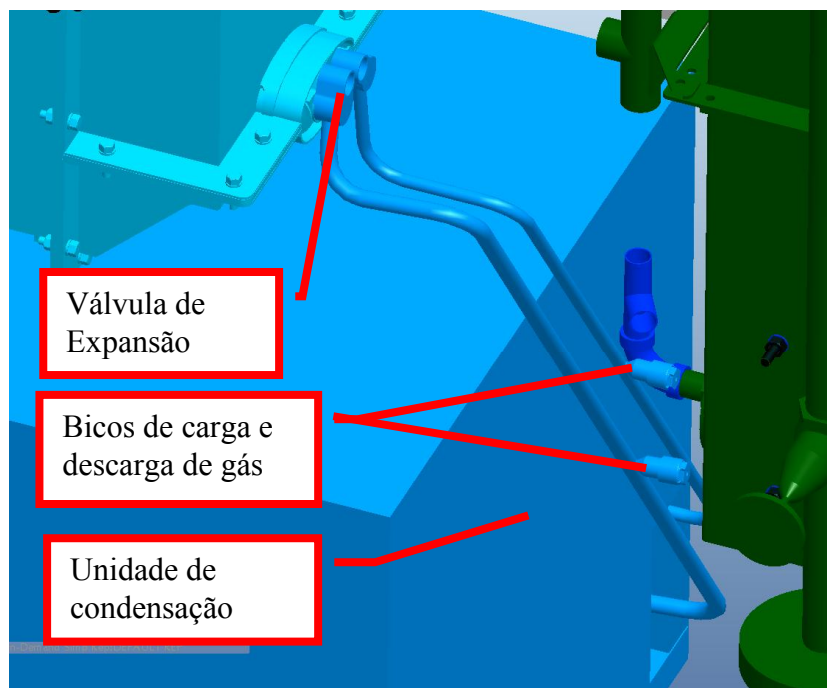 Válvula de
Expansão
Bicos de carga e
descarga de gás
Unidade de
condensação